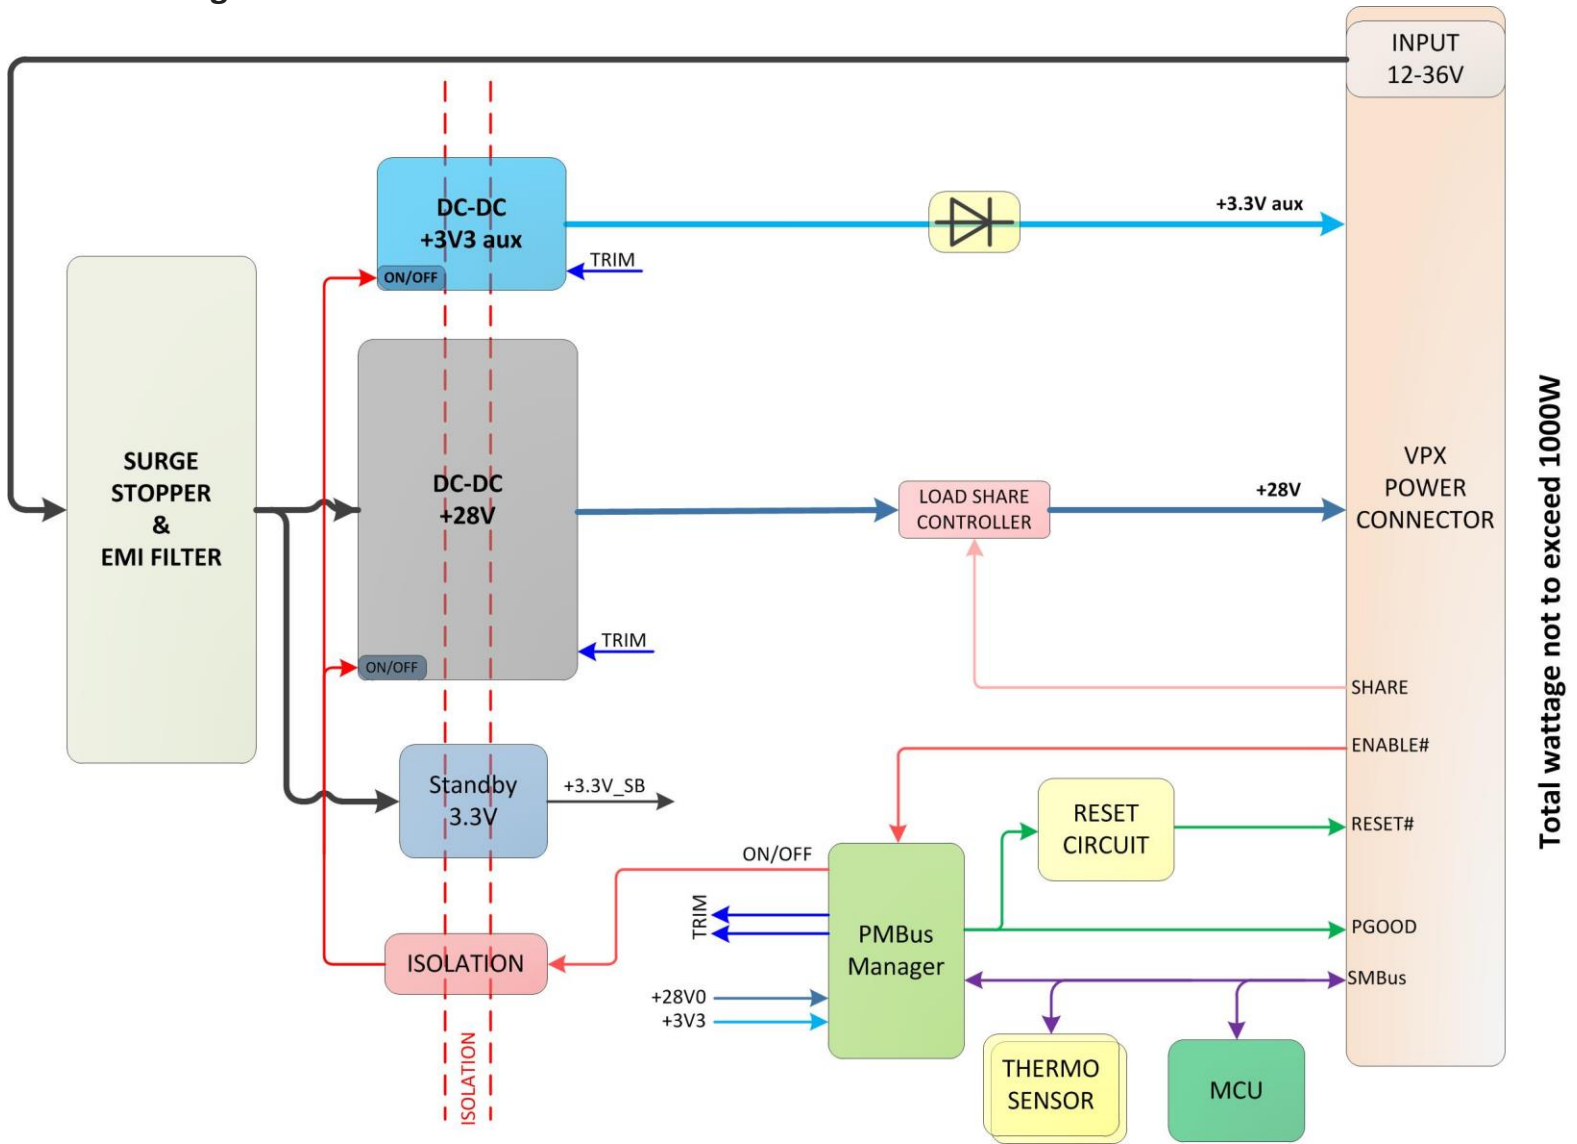 INPUT
12-36V
DC-DC
+3V3 aux
ON/OFF
TRIM
+3.3V aux
SURGE
STOPPER
&
EMI FILTER
DC-DC
+28V
ON/OFF
TRIM
LOAD SHARE
CONTROLLER
+28V
VPX
POWER
CONNECTOR
Total wattage not to exceed 1000W
SHARE
ENABLE#
Standby
3.3V
+3.3V_SB
RESET
CIRCUIT
RESET#
ON/OFF
TRIM
PMBus
Manager
PGOOD
ISOLATION
SMBus
+28V0
+3V3
ISOLATION
THERMO
SENSOR
MCU